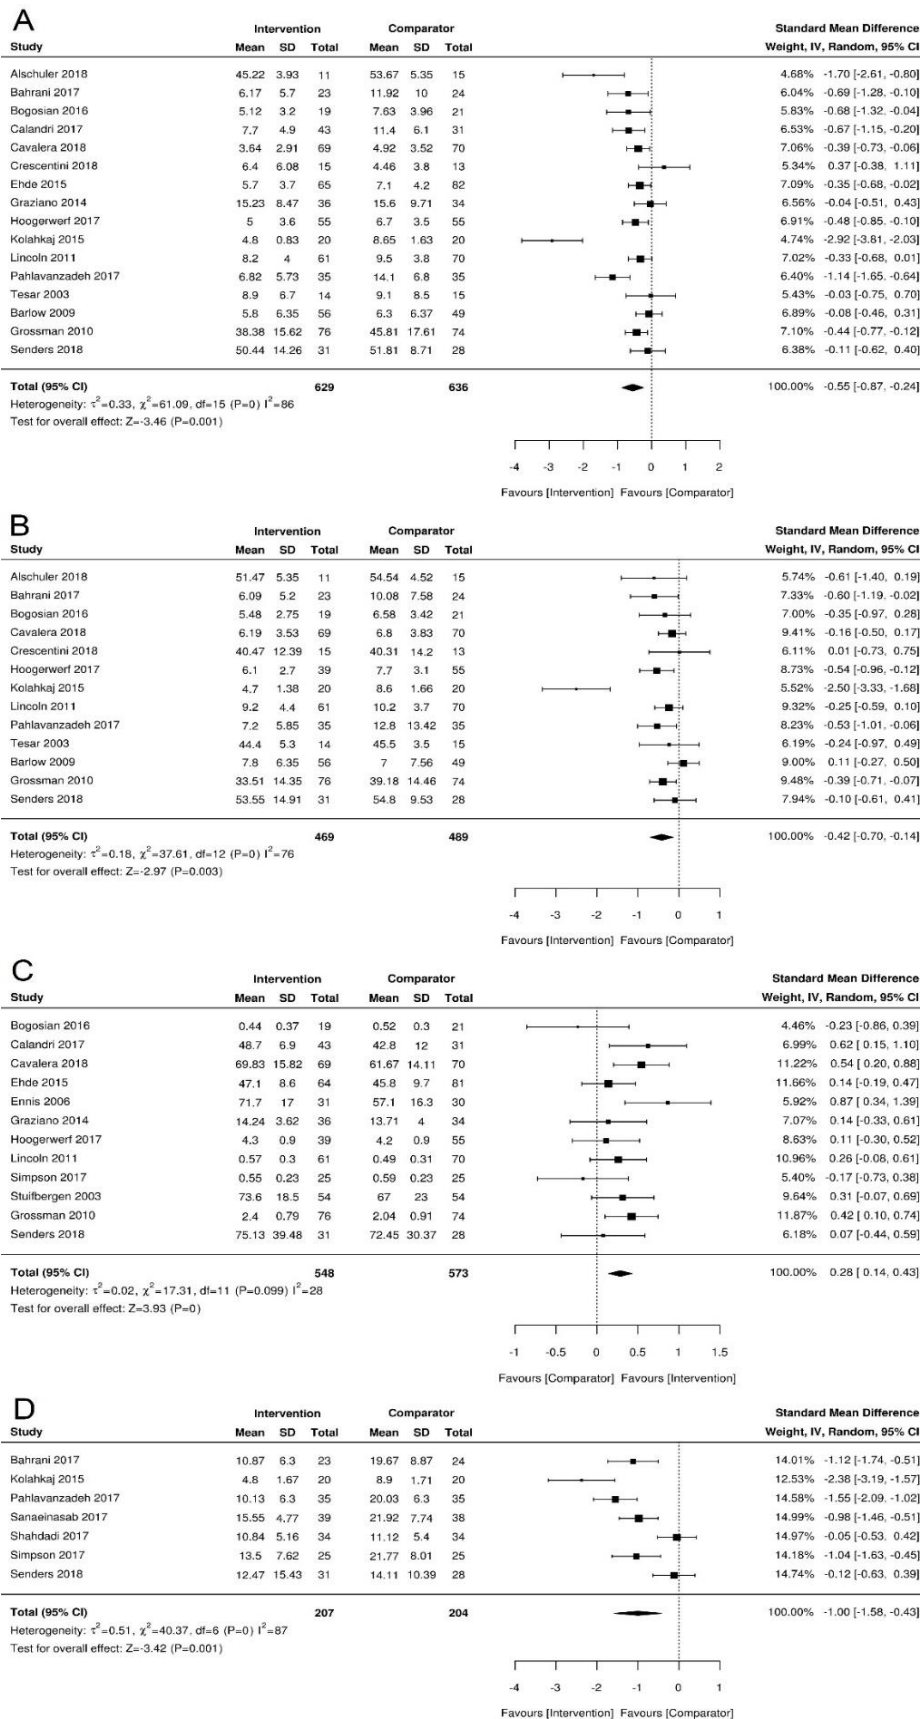 A
Intervention Comparator Standard Mean Difference
Study Mean SD Total Mean SD Total Weight, IV, Random, 95% CI
Alschuler 2018 45.22 3.93 11 53.67 5.35 15 4.68% -1.70 [-2.61, -0.80]
Bahrani 2017 6.17 5.7 23 11.92 10 24 6.04% -0.69 [-1.28, -0.10]
Bogosian 2016 5.12 3.2 19 7.63 3.96 21 5.83% -0.68 [-1.32, -0.04]
Calandri 2017 7.7 4.9 43 11.4 6.1 31 6.53% -0.67 [-1.15, -0.20]
Cavalera 2018 3.64 2.91 69 4.92 3.52 70 7.06% -0.39 [-0.73, -0.06]
Crescentini 2018 6.4 6.08 15 4.46 3.8 13 5.34% 0.37 [-0.38, 1.11]
Ehde 2015 5.7 3.7 65 7.1 4.2 82 7.09% -0.35 [-0.68, -0.02]
Graziano 2014 15.23 8.47 36 15.6 9.71 34 6.56% -0.04 [-0.51, 0.43]
Hoogerwerf 2017 5 3.6 55 6.7 3.5 55 6.91% -0.48 [-0.85, -0.10]
Kolahkaj 2015 4.8 0.83 20 8.65 1.63 20 4.74% -2.92 [-3.81, -2.03]
Lincoln 2011 8.2 4 61 9.5 3.8 70 7.02% -0.33 [-0.68, 0.01]
Pahlavanzadeh 2017 6.82 5.73 35 14.1 6.8 35 6.40% -1.14 [-1.65, -0.64]
Tesar 2003 8.9 6.7 14 9.1 8.5 15 5.43% -0.03 [-0.75, 0.70]
Barlow 2009 5.8 6.35 56 6.3 6.37 49 6.89% -0.08 [-0.46, 0.31]
Grossman 2010 38.38 15.62 76 45.81 17.61 74 7.10% -0.44 [-0.77, -0.12]
Senders 2018 50.44 14.26 31 51.81 8.71 28 6.38% -0.11 [-0.62, 0.40]
Total (95% CI) 629 636 100.00% -0.55 [-0.87, -0.24]
Heterogeneity: τ²=0.33, χ²=61.09, df=15 (P=0) I²=86
Test for overall effect: Z=-3.46 (P=0.001)
-4 -3 -2 -1 0 1 2
Favours [Intervention] Favours [Comparator]
B
Intervention Comparator Standard Mean Difference
Study Mean SD Total Mean SD Total Weight, IV, Random, 95% CI
Alschuler 2018 51.47 5.35 11 54.54 4.52 15 5.74% -0.61 [-1.40, 0.19]
Bahrani 2017 6.09 5.2 23 10.08 7.58 24 7.33% -0.60 [-1.19, -0.02]
Bogosian 2016 5.48 2.75 19 6.58 3.42 21 7.00% -0.35 [-0.97, 0.28]
Cavalera 2018 6.19 3.53 69 6.8 3.83 70 9.41% -0.16 [-0.50, 0.17]
Crescentini 2018 40.47 12.39 15 40.31 14.2 13 6.11% 0.01 [-0.73, 0.75]
Hoogerwerf 2017 6.1 2.7 39 7.7 3.1 55 8.73% -0.54 [-0.96, -0.12]
Kolahkaj 2015 4.7 1.38 20 8.6 1.66 20 5.52% -2.50 [-3.33, -1.68]
Lincoln 2011 9.2 4.4 61 10.2 3.7 70 9.32% -0.25 [-0.59, 0.10]
Pahlavanzadeh 2017 7.2 5.85 35 12.8 13.42 35 8.23% -0.53 [-1.01, -0.06]
Tesar 2003 44.4 5.3 14 45.5 3.5 15 6.19% -0.24 [-0.97, 0.49]
Barlow 2009 7.8 6.35 56 7 7.56 49 9.00% 0.11 [-0.27, 0.50]
Grossman 2010 33.51 14.35 76 39.18 14.46 74 9.48% -0.39 [-0.71, -0.07]
Senders 2018 53.55 14.91 31 54.8 9.53 28 7.94% -0.10 [-0.61, 0.41]
Total (95% CI) 469 489 100.00% -0.42 [-0.70, -0.14]
Heterogeneity: τ²=0.18, χ²=37.61, df=12 (P=0) I²=76
Test for overall effect: Z=-2.97 (P=0.003)
-4 -3 -2 -1 0 1
Favours [Intervention] Favours [Comparator]
C
Intervention Comparator Standard Mean Difference
Study Mean SD Total Mean SD Total Weight, IV, Random, 95% CI
Bogosian 2016 0.44 0.37 19 0.52 0.3 21 4.46% -0.23 [-0.86, 0.39]
Calandri 2017 48.7 6.9 43 42.8 12 31 6.99% 0.62 [ 0.15, 1.10]
Cavalera 2018 69.83 15.82 69 61.67 14.11 70 11.22% 0.54 [ 0.20, 0.88]
Ehde 2015 47.1 8.6 64 45.8 9.7 81 11.66% 0.14 [-0.19, 0.47]
Ennis 2006 71.7 17 31 57.1 16.3 30 5.92% 0.87 [ 0.34, 1.39]
Graziano 2014 14.24 3.62 36 13.71 4 34 7.07% 0.14 [-0.33, 0.61]
Hoogerwerf 2017 4.3 0.9 39 4.2 0.9 55 8.63% 0.11 [-0.30, 0.52]
Lincoln 2011 0.57 0.3 61 0.49 0.31 70 10.96% 0.26 [-0.08, 0.61]
Simpson 2017 0.55 0.23 25 0.59 0.23 25 5.40% -0.17 [-0.73, 0.38]
Stuifbergen 2003 73.6 18.5 54 67 23 54 9.64% 0.31 [-0.07, 0.69]
Grossman 2010 2.4 0.79 76 2.04 0.91 74 11.87% 0.42 [ 0.10, 0.74]
Senders 2018 75.13 39.48 31 72.45 30.37 28 6.18% 0.07 [-0.44, 0.59]
Total (95% CI) 548 573 100.00% 0.28 [ 0.14, 0.43]
Heterogeneity: τ²=0.02, χ²=17.31, df=11 (P=0.099) I²=28
Test for overall effect: Z=3.93 (P=0)
-1 -0.5 0 0.5 1 1.5
Favours [Comparator] Favours [Intervention]
D
Intervention Comparator Standard Mean Difference
Study Mean SD Total Mean SD Total Weight, IV, Random, 95% CI
Bahrani 2017 10.87 6.3 23 19.67 8.87 24 14.01% -1.12 [-1.74, -0.51]
Kolahkaj 2015 4.8 1.67 20 8.9 1.71 20 12.53% -2.38 [-3.19, -1.57]
Pahlavanzadeh 2017 10.13 6.3 35 20.03 6.3 35 14.58% -1.55 [-2.09, -1.02]
Sanaeinasab 2017 15.55 4.77 39 21.92 7.74 38 14.99% -0.98 [-1.46, -0.51]
Shahdadi 2017 10.84 5.16 34 11.12 5.4 34 14.97% -0.05 [-0.53, 0.42]
Simpson 2017 13.5 7.62 25 21.77 8.01 25 14.18% -1.04 [-1.63, -0.45]
Senders 2018 12.47 15.43 31 14.11 10.39 28 14.74% -0.12 [-0.63, 0.39]
Total (95% CI) 207 204 100.00% -1.00 [-1.58, -0.43]
Heterogeneity: τ²=0.51, χ²=40.37, df=6 (P=0) I²=87
Test for overall effect: Z=-3.42 (P=0.001)
-4 -3 -2 -1 0 1
Favours [Intervention] Favours [Comparator]